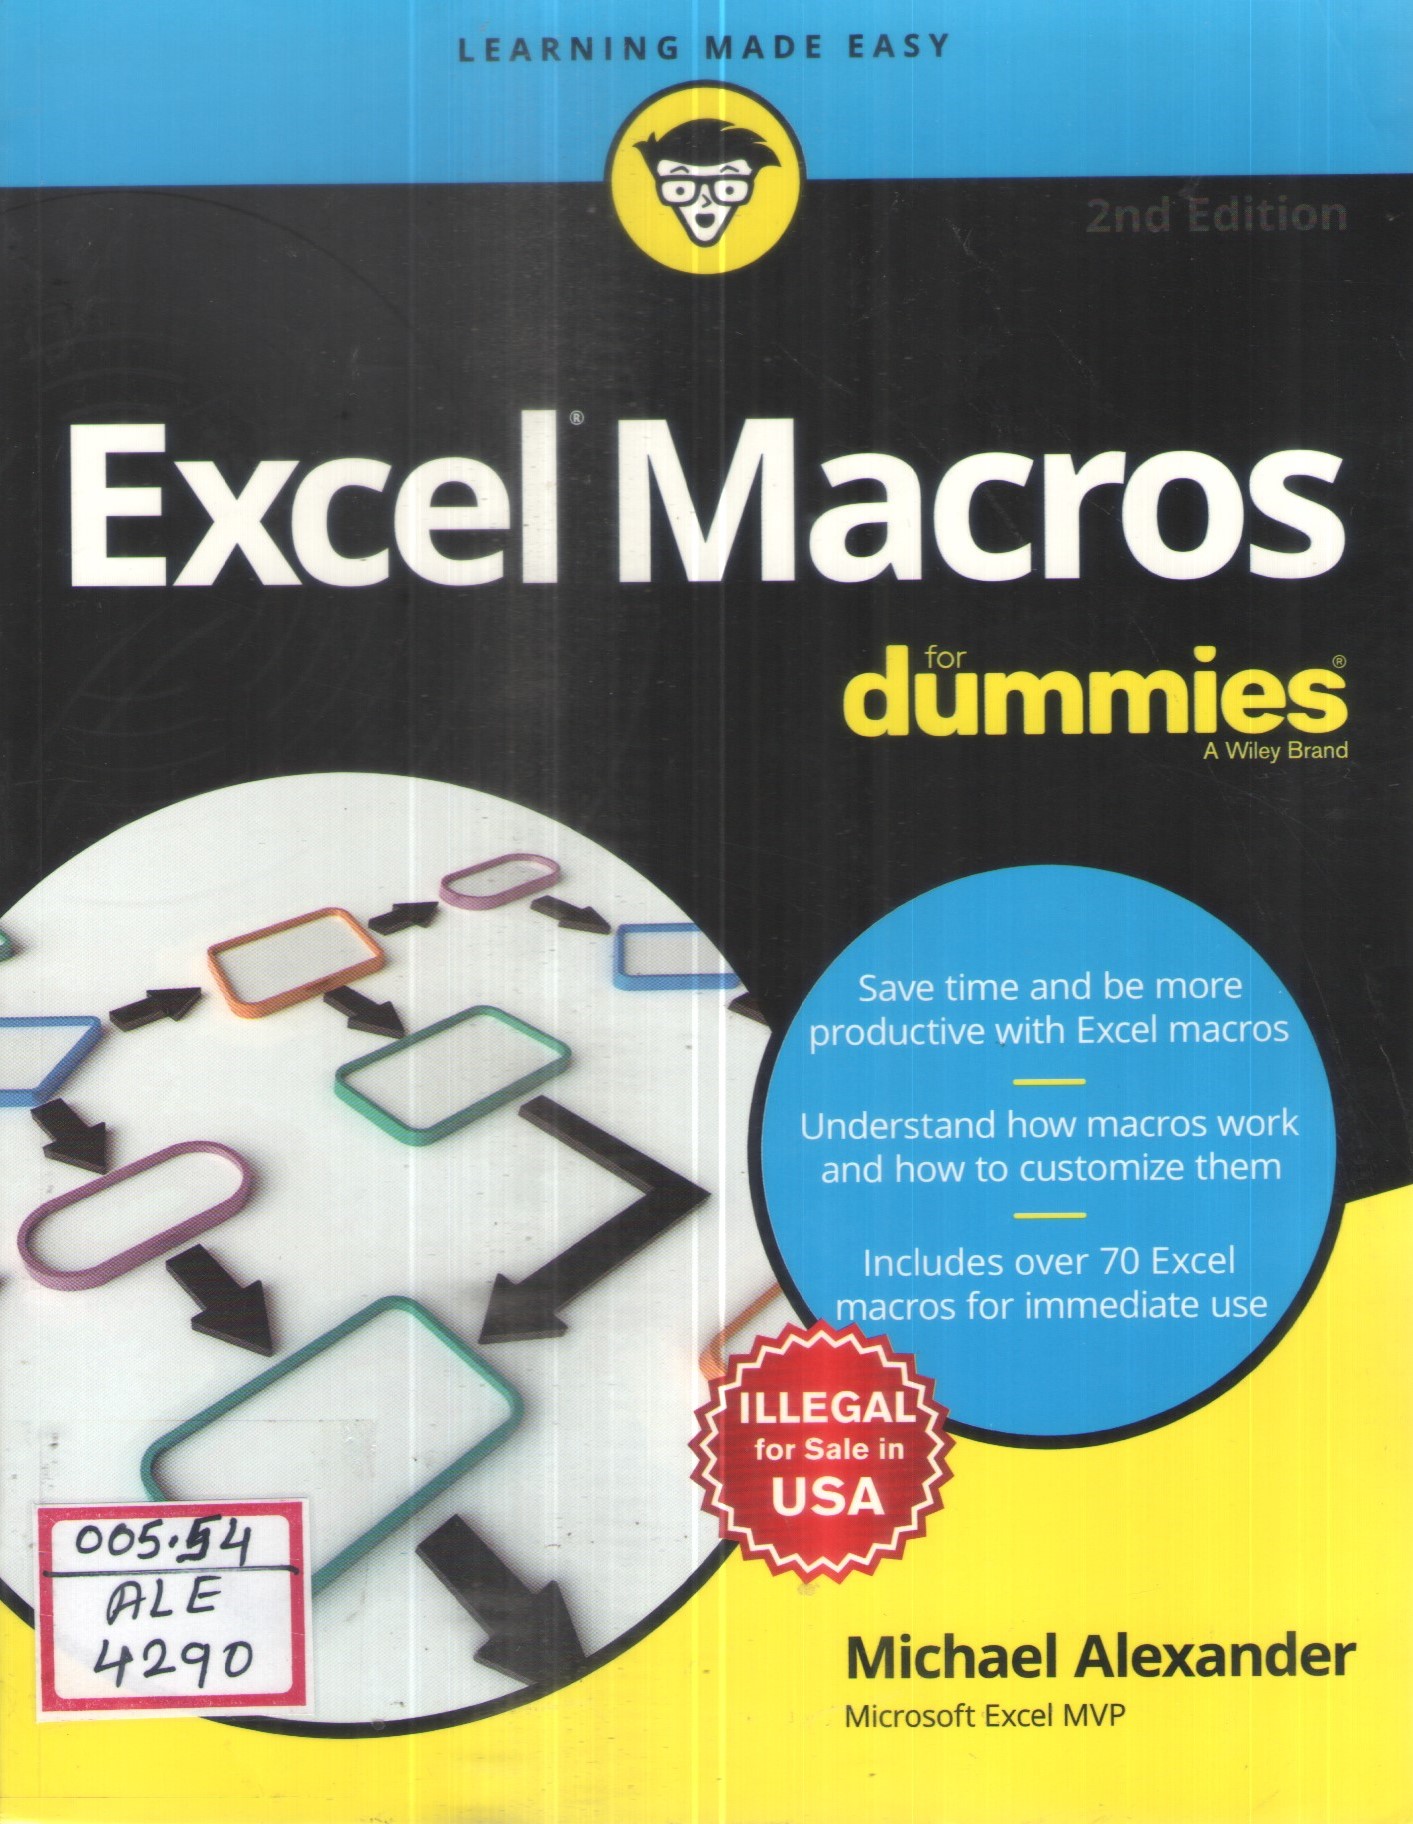 LEARNING MADE EASY
2nd Edition
Excel® Macros
for
dummies®
A Wiley Brand
Save time and be more
productive with Excel macros
Understand how macros work
and how to customize them
Includes over 70 Excel
macros for immediate use
ILLEGAL
for Sale in
USA
005.54
ALE
4290
Michael Alexander
Microsoft Excel MVP